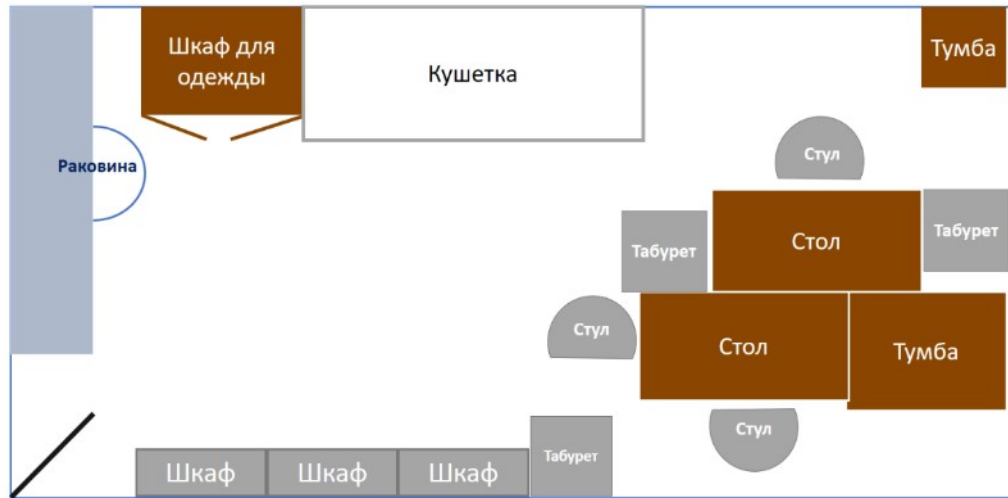 Шкаф для
одежды
Кушетка
Тумба
Раковина
Стул
Табурет
Стол
Табурет
Стул
Стол
Тумба
Стул
Шкаф
Шкаф
Шкаф
Табурет